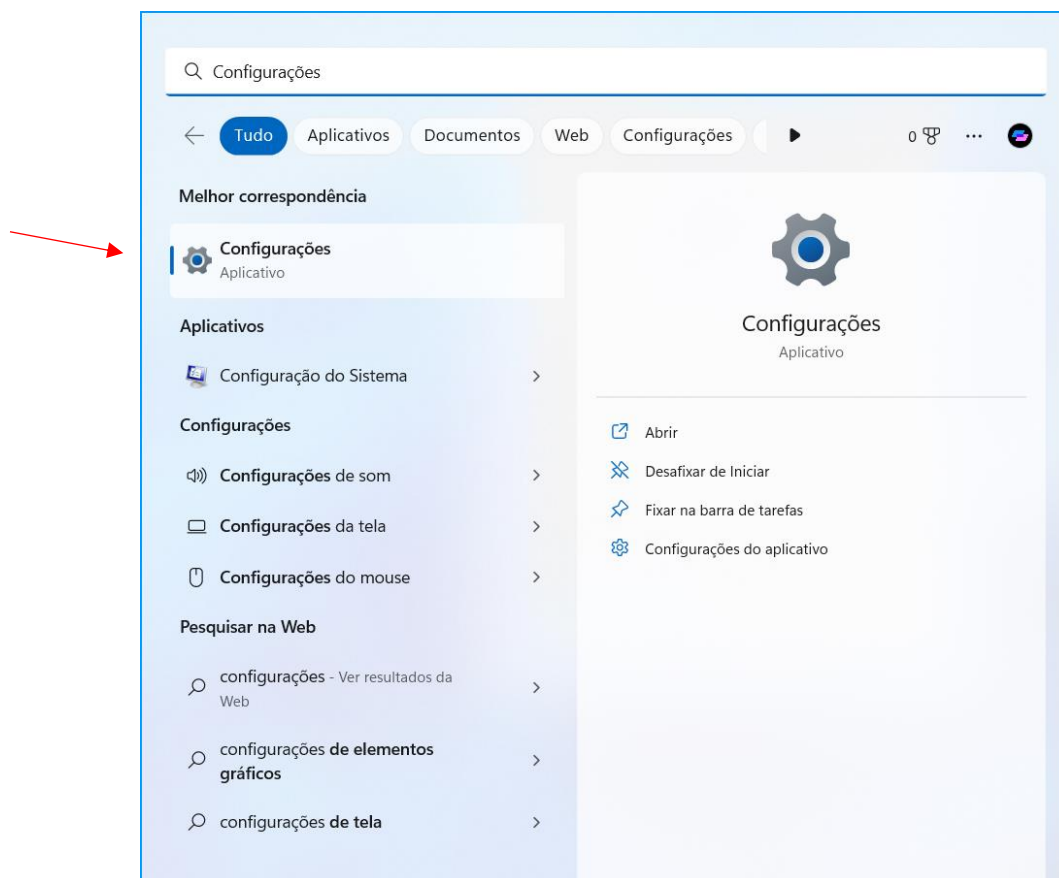 Configurações
Tudo Aplicativos Documentos Web Configurações 0 ...
Melhor correspondência
Configurações
Aplicativo
Aplicativos
Configuração do Sistema
Configurações
Configurações de som
Configurações da tela
Configurações do mouse
Pesquisar na Web
configurações - Ver resultados da
Web
configurações de elementos
gráficos
configurações de tela
Configurações
Aplicativo
Abrir
Desafixar de Iniciar
Fixar na barra de tarefas
Configurações do aplicativo